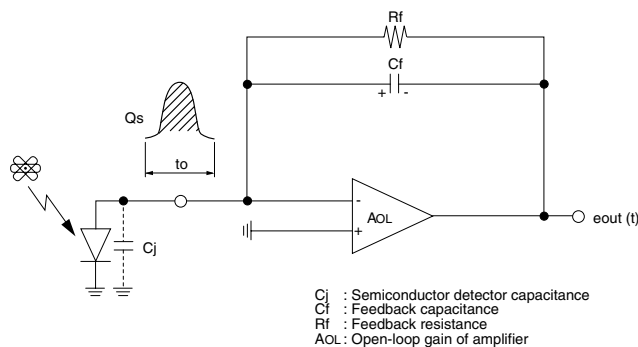 Rf
Cf
+ -
Qs
to
-
AOL
+
eout (t)
Cj
Cj : Semiconductor detector capacitance
Cf : Feedback capacitance
Rf : Feedback resistance
AOL : Open-loop gain of amplifier